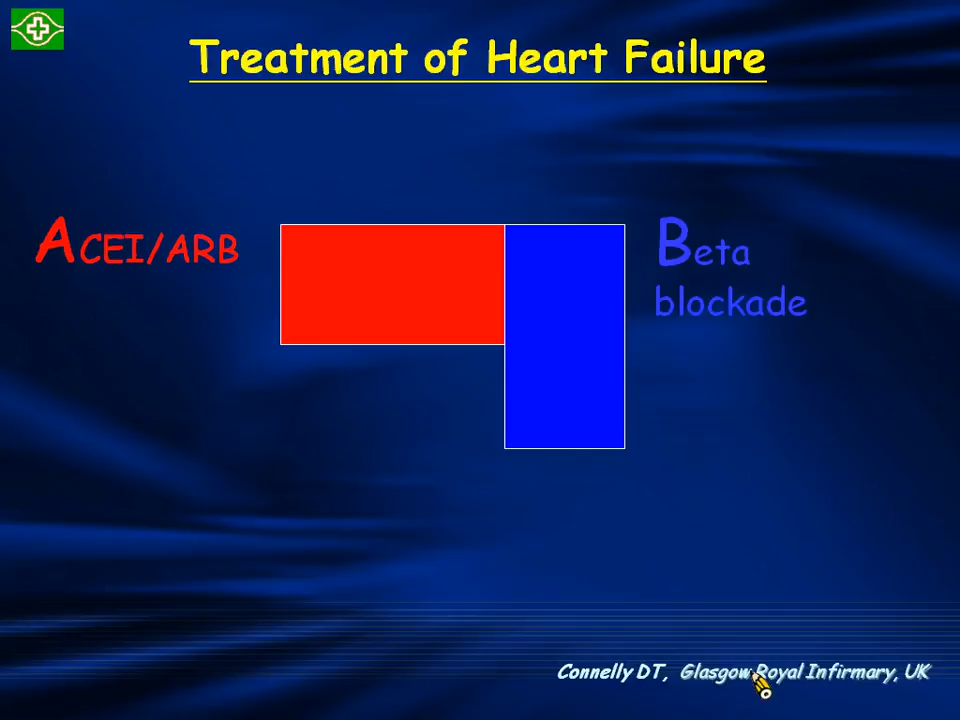 Treatment of Heart Failure
ACEI/ARB
Beta
blockade
Connelly DT, Glasgow Royal Infirmary, UK